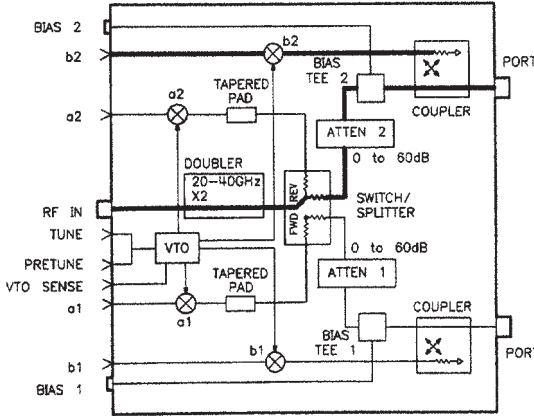 BIAS 2
b2
b2
BIAS
TEE 2
PORT
a2
TAPERED
PAD
a2
COUPLER
ATTEN 2
0 to 60dB
DOUBLER
20-40GHz
X2
REV
FWD
SWITCH/
SPLITTER
RF IN
TUNE
VTO
PRETUNE
VTO SENSE
0 to 60dB
ATTEN 1
TAPERED
PAD
a1
a1
COUPLER
BIAS
TEE 1
PORT
b1
b1
BIAS 1